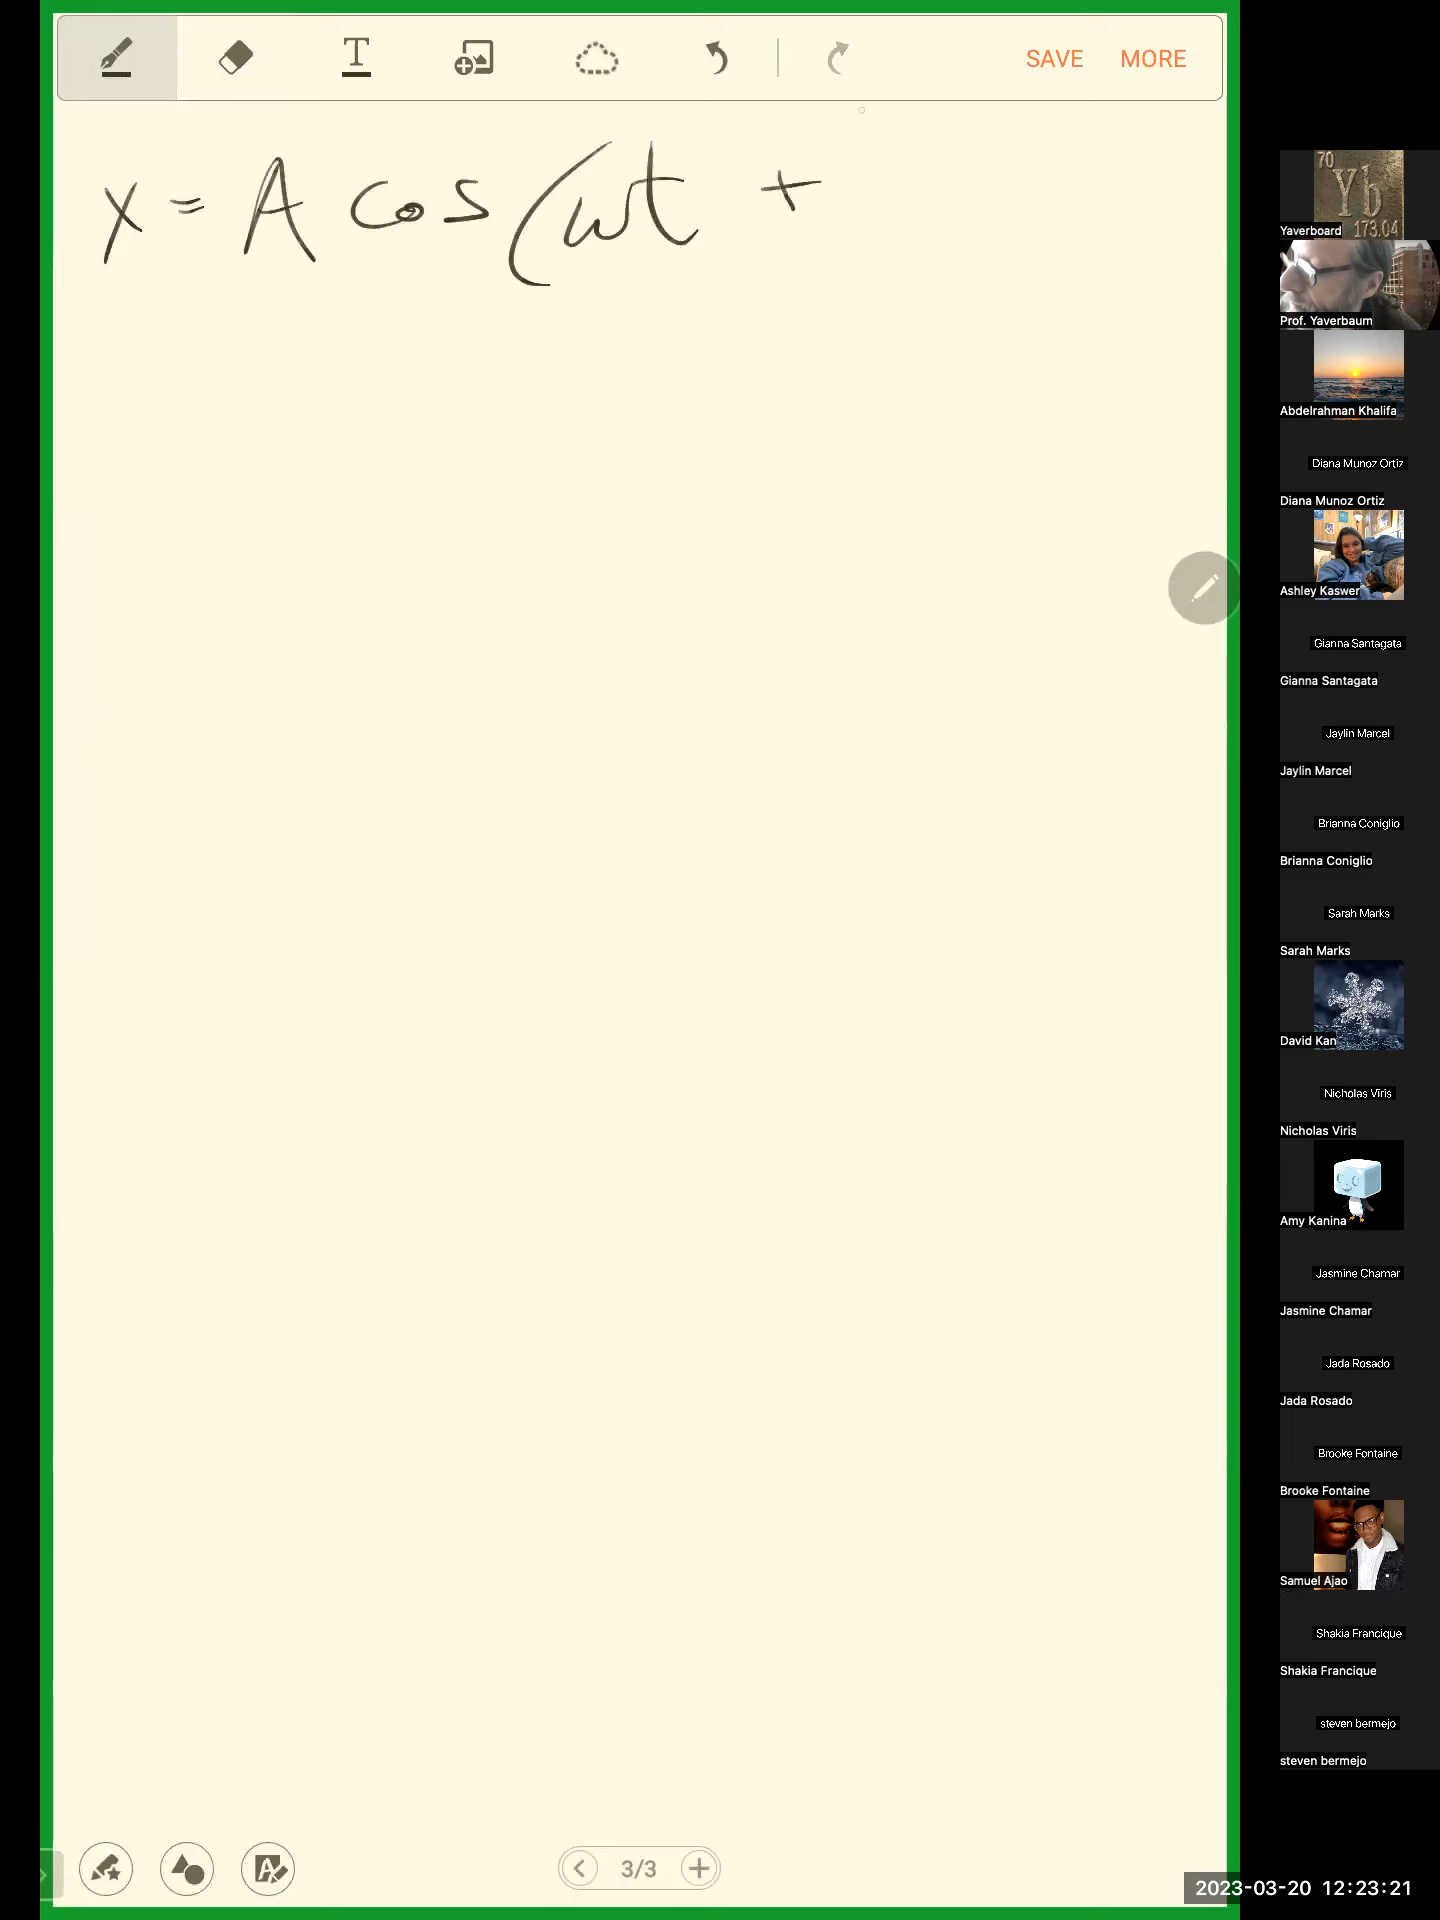 T
SAVE
MORE
x = A cos (ωt +
70
Yb
173.04
Yaverboard
Prof. Yaverbaum
Abdelrahman Khalifa
Diana Munoz Ortiz
Diana Munoz Ortiz
Ashley Kaswer
Gianna Santagata
Gianna Santagata
Jaylin Marcel
Jaylin Marcel
Brianna Coniglio
Brianna Coniglio
Sarah Marks
Sarah Marks
David Kan
Nicholas Viris
Nicholas Viris
Amy Kanina
Jasmine Chamar
Jasmine Chamar
Jada Rosado
Jada Rosado
Brooke Fontaine
Brooke Fontaine
Samuel Ajao
Shakia Francique
Shakia Francique
steven bermejo
steven bermejo
A
3/3
2023-03-20 12:23:21